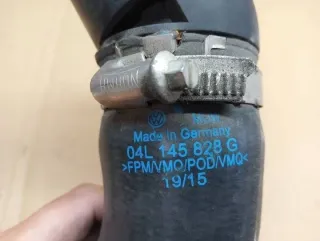 Made in Germany
04L 145 828 G
>FPM/VMQ/POD/VMQ<
19/15